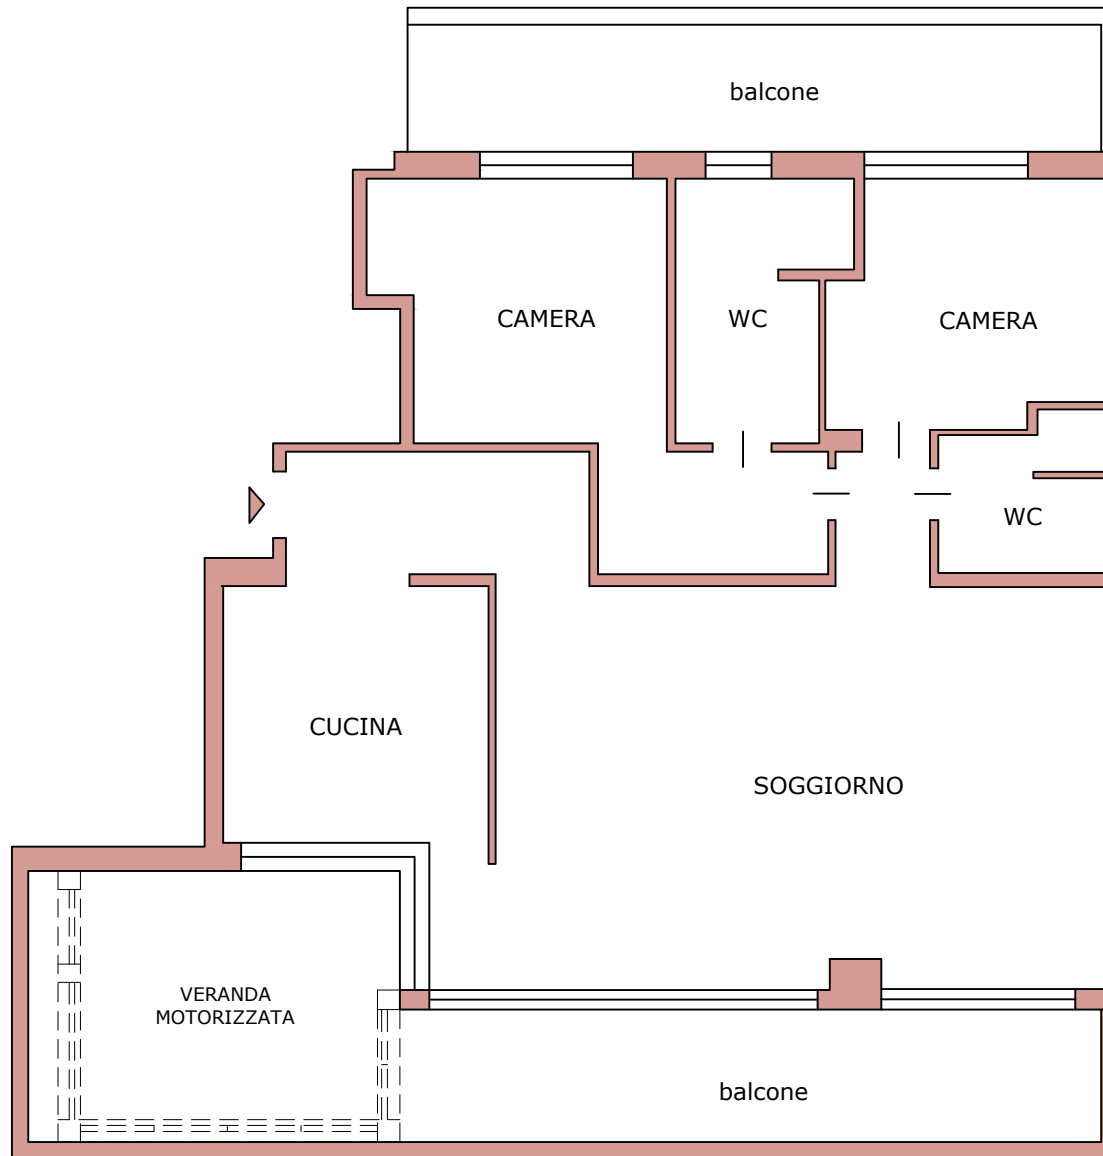 balcone
CAMERA
WC
CAMERA
WC
CUCINA
SOGGIORNO
VERANDA
MOTORIZZATA
balcone